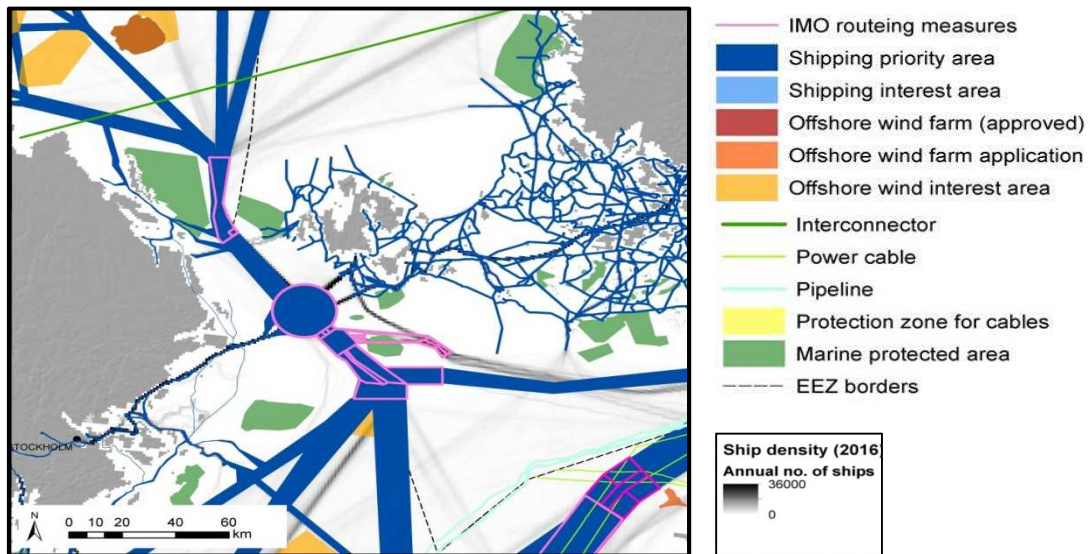 STOCKHOLM
N
0 10 20 40 60
km
IMO routeing measures
Shipping priority area
Shipping interest area
Offshore wind farm (approved)
Offshore wind farm application
Offshore wind interest area
Interconnector
Power cable
Pipeline
Protection zone for cables
Marine protected area
EEZ borders
Ship density (2016)
Annual no. of ships
36000
0